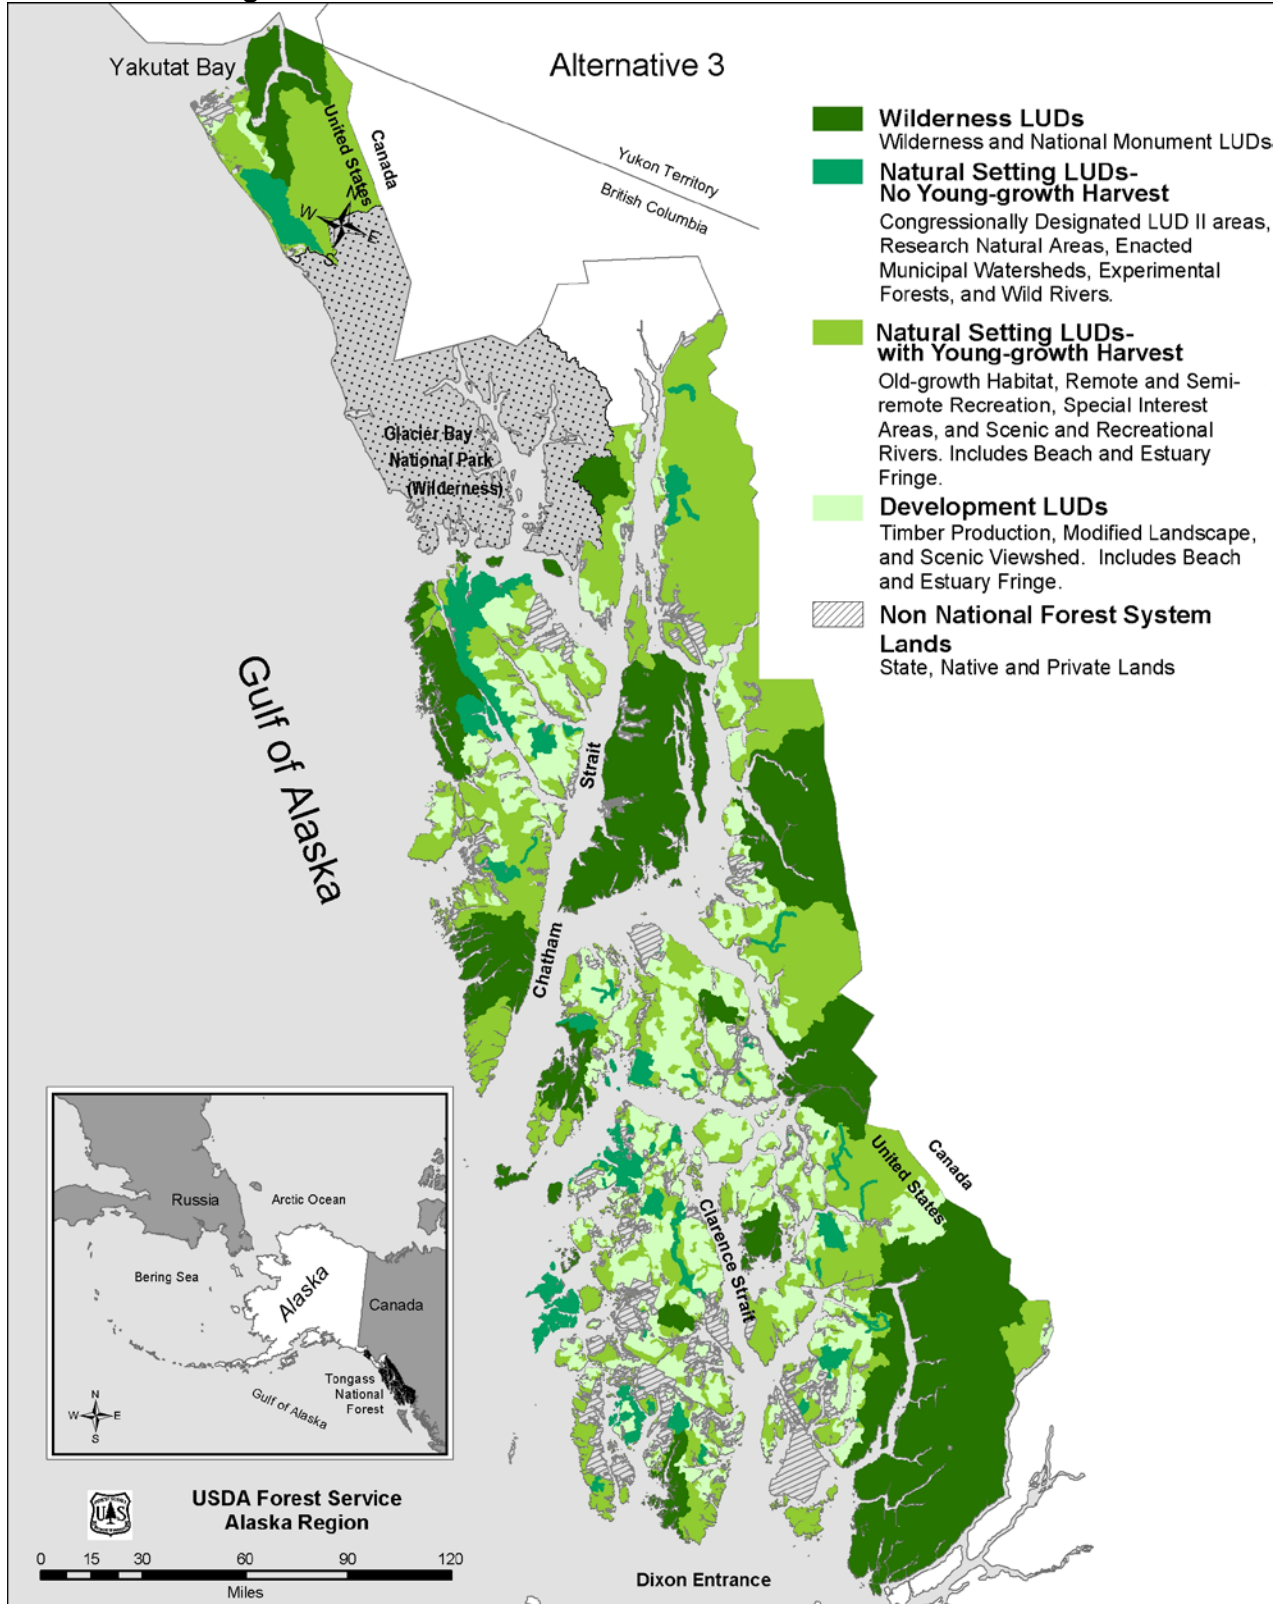 Yakutat Bay
Alternative 3
United States
Canada
Yukon Territory
British Columbia
W
E
S
Wilderness LUDs
Wilderness and National Monument LUDs
Natural Setting LUDs-
No Young-growth Harvest
Congressionally Designated LUD II areas,
Research Natural Areas, Enacted
Municipal Watersheds, Experimental
Forests, and Wild Rivers.
Natural Setting LUDs-
with Young-growth Harvest
Old-growth Habitat, Remote and Semi-
remote Recreation, Special Interest
Areas, and Scenic and Recreational
Rivers. Includes Beach and Estuary
Fringe.
Development LUDs
Timber Production, Modified Landscape,
and Scenic Viewshed.  Includes Beach
and Estuary Fringe.
Non National Forest System
Lands
State, Native and Private Lands
Glacier Bay
National Park
(Wilderness)
Gulf of Alaska
Strait
Chatham
Clarence Strait
United States
Canada
Russia
Arctic Ocean
Bering Sea
Alaska
Canada
Tongass
National
Forest
Gulf of Alaska
N
W E
S
US
USDA Forest Service
Alaska Region
0 15 30 60 90 120
Miles
Dixon Entrance